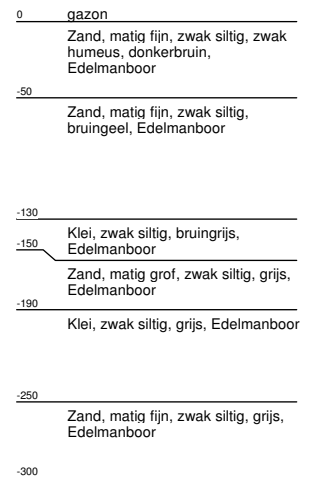 0 gazon
Zand, matig fijn, zwak siltig, zwak
humeus, donkerbruin,
Edelmanboor
-50
Zand, matig fijn, zwak siltig,
bruingeel, Edelmanboor
-130
Klei, zwak siltig, bruingrijs,
Edelmanboor
-150
Zand, matig grof, zwak siltig, grijs,
Edelmanboor
-190
Klei, zwak siltig, grijs, Edelmanboor
-250
Zand, matig fijn, zwak siltig, grijs,
Edelmanboor
-300